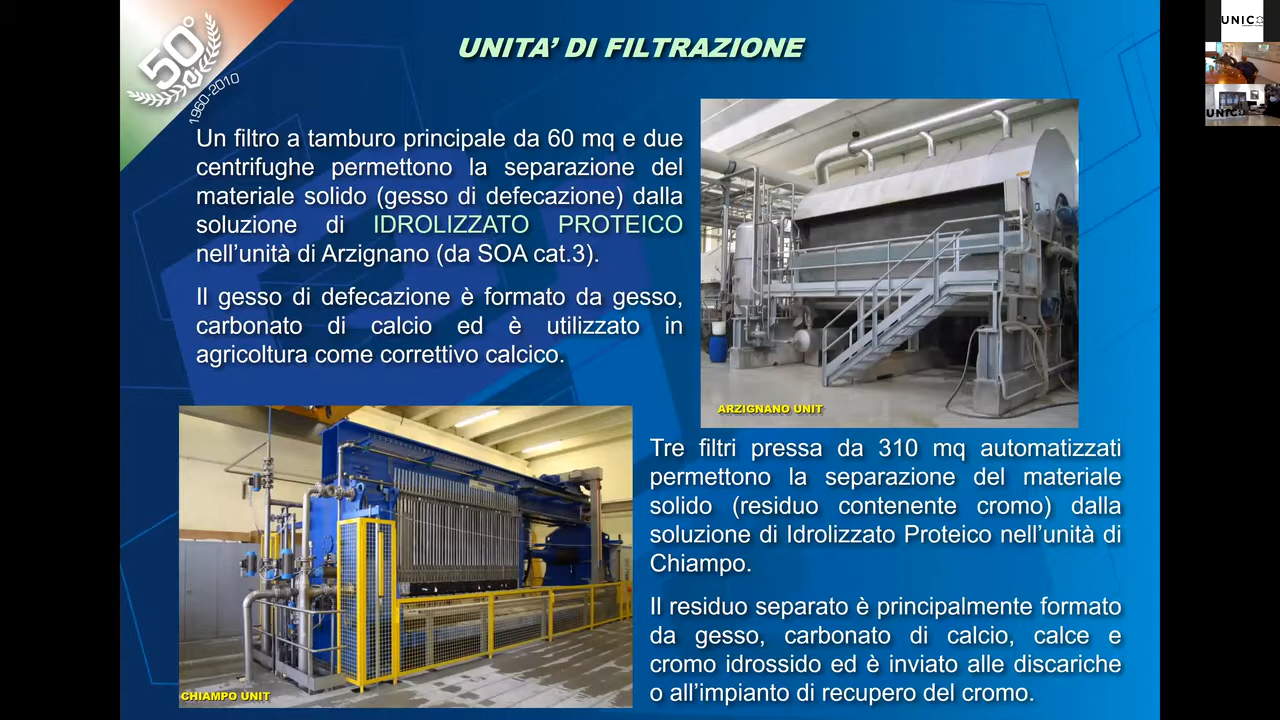 50°
1960-2010
UNITA’ DI FILTRAZIONE
Un filtro a tamburo principale da 60 mq e due
centrifughe permettono la separazione del
materiale solido (gesso di defecazione) dalla
soluzione di IDROLIZZATO PROTEICO
nell’unità di Arzignano (da SOA cat.3).
Il gesso di defecazione è formato da gesso,
carbonato di calcio ed è utilizzato in
agricoltura come correttivo calcico.
ARZIGNANO UNIT
CHIAMPO UNIT
Tre filtri pressa da 310 mq automatizzati
permettono la separazione del materiale
solido (residuo contenente cromo) dalla
soluzione di Idrolizzato Proteico nell’unità di
Chiampo.
Il residuo separato è principalmente formato
da gesso, carbonato di calcio, calce e
cromo idrossido ed è inviato alle discariche
o all’impianto di recupero del cromo.
UNIC
UNIC